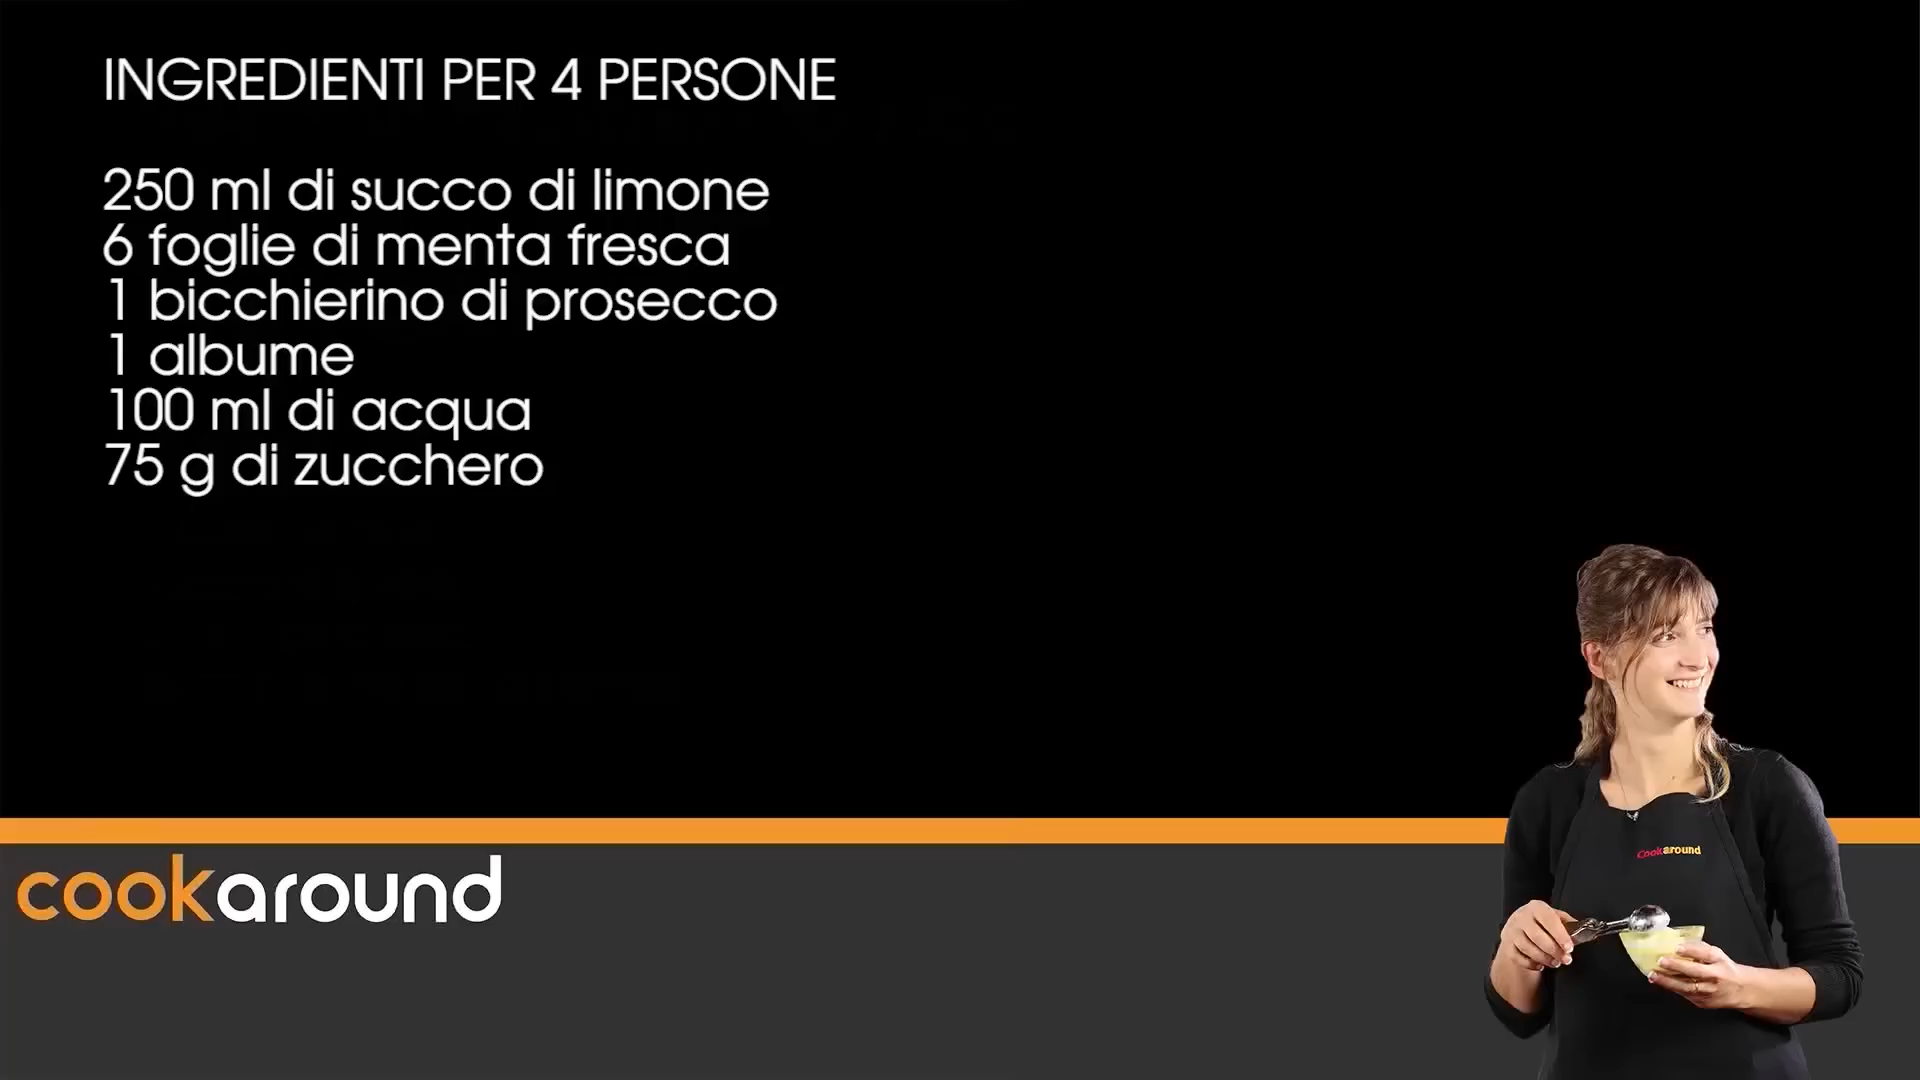 INGREDIENTI PER 4 PERSONE
250 ml di succo di limone
6 foglie di menta fresca
1 bicchierino di prosecco
1 albume
100 ml di acqua
75 g di zucchero
Cookaround
cookaround